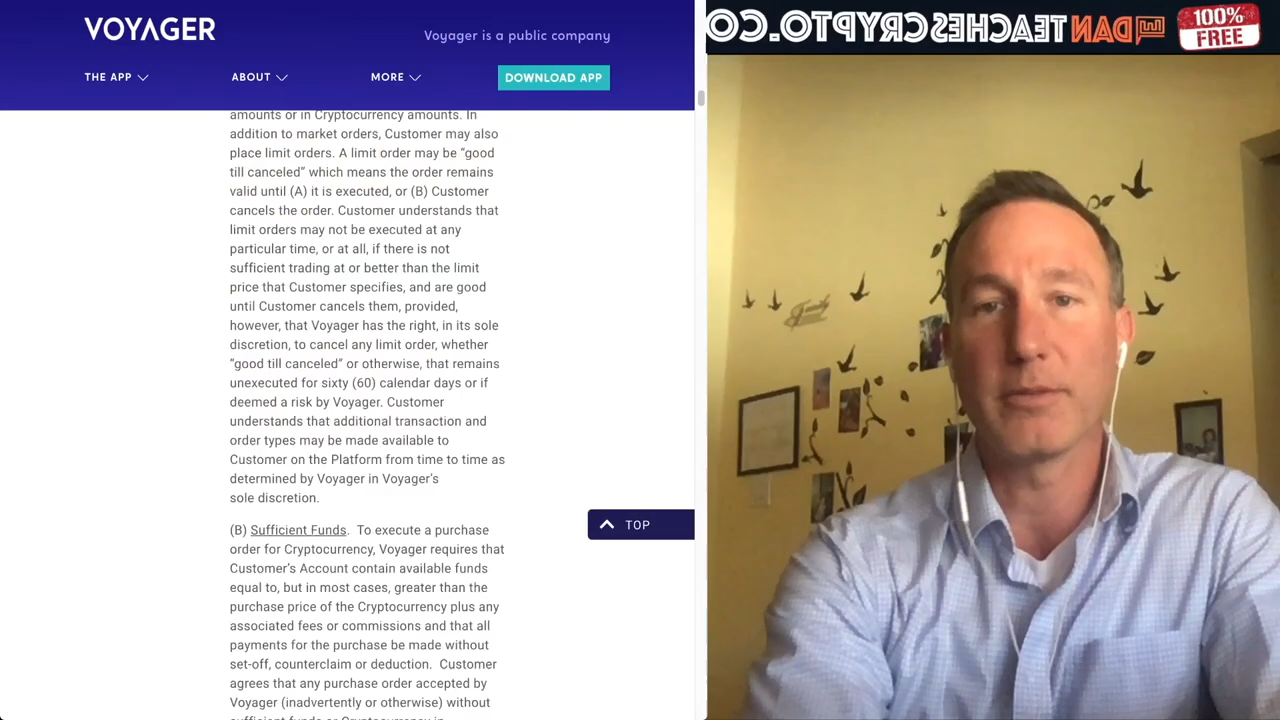 VOYAGER
Voyager is a public company
THE APP
ABOUT
MORE
DOWNLOAD APP
amounts or in Cryptocurrency amounts. In
addition to market orders, Customer may also
place limit orders. A limit order may be “good
till canceled” which means the order remains
valid until (A) it is executed, or (B) Customer
cancels the order. Customer understands that
limit orders may not be executed at any
particular time, or at all, if there is not
sufficient trading at or better than the limit
price that Customer specifies, and are good
until Customer cancels them, provided,
however, that Voyager has the right, in its sole
discretion, to cancel any limit order, whether
“good till canceled” or otherwise, that remains
unexecuted for sixty (60) calendar days or if
deemed a risk by Voyager. Customer
understands that additional transaction and
order types may be made available to
Customer on the Platform from time to time as
determined by Voyager in Voyager’s
sole discretion.
TOP
(B) Sufficient Funds. To execute a purchase
order for Cryptocurrency, Voyager requires that
Customer’s Account contain available funds
equal to, but in most cases, greater than the
purchase price of the Cryptocurrency plus any
associated fees or commissions and that all
payments for the purchase be made without
set-off, counterclaim or deduction. Customer
agrees that any purchase order accepted by
Voyager (inadvertently or otherwise) without
sufficient funds or Cryptocurrency in
DANTEACHESCRYPTO.CO
100%
FREE